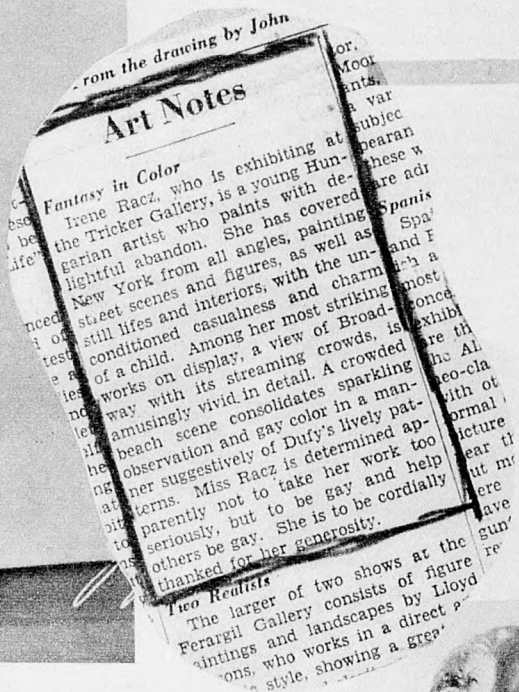 rom the drawing by John
Art Notes
Fantasy in Color
Irene Racz, who is exhibiting at
the Tricker Gallery, is a young Hun-
garian artist who paints with de-
lightful abandon. She has covered
New York from all angles, painting
street scenes and figures, as well as
still lifes and interiors, with the un-
conditioned casualness and charm
of a child. Among her most striking
works on display, a view of Broad-
way with its streaming crowds, is
amusingly vivid in detail. A crowded
beach scene consolidates sparkling
observation and gay color in a man-
ner suggestively of Dufy's lively pat-
terns. Miss Racz is determined ap-
parently not to take her work too
seriously, but to be gay and help
others be gay. She is to be cordially
thanked for her generosity.
Two Realists
The larger of two shows at the
Ferargil Gallery consists of figure
aintings and landscapes by Lloyd
ons, who works in a direct
style, showing a grea